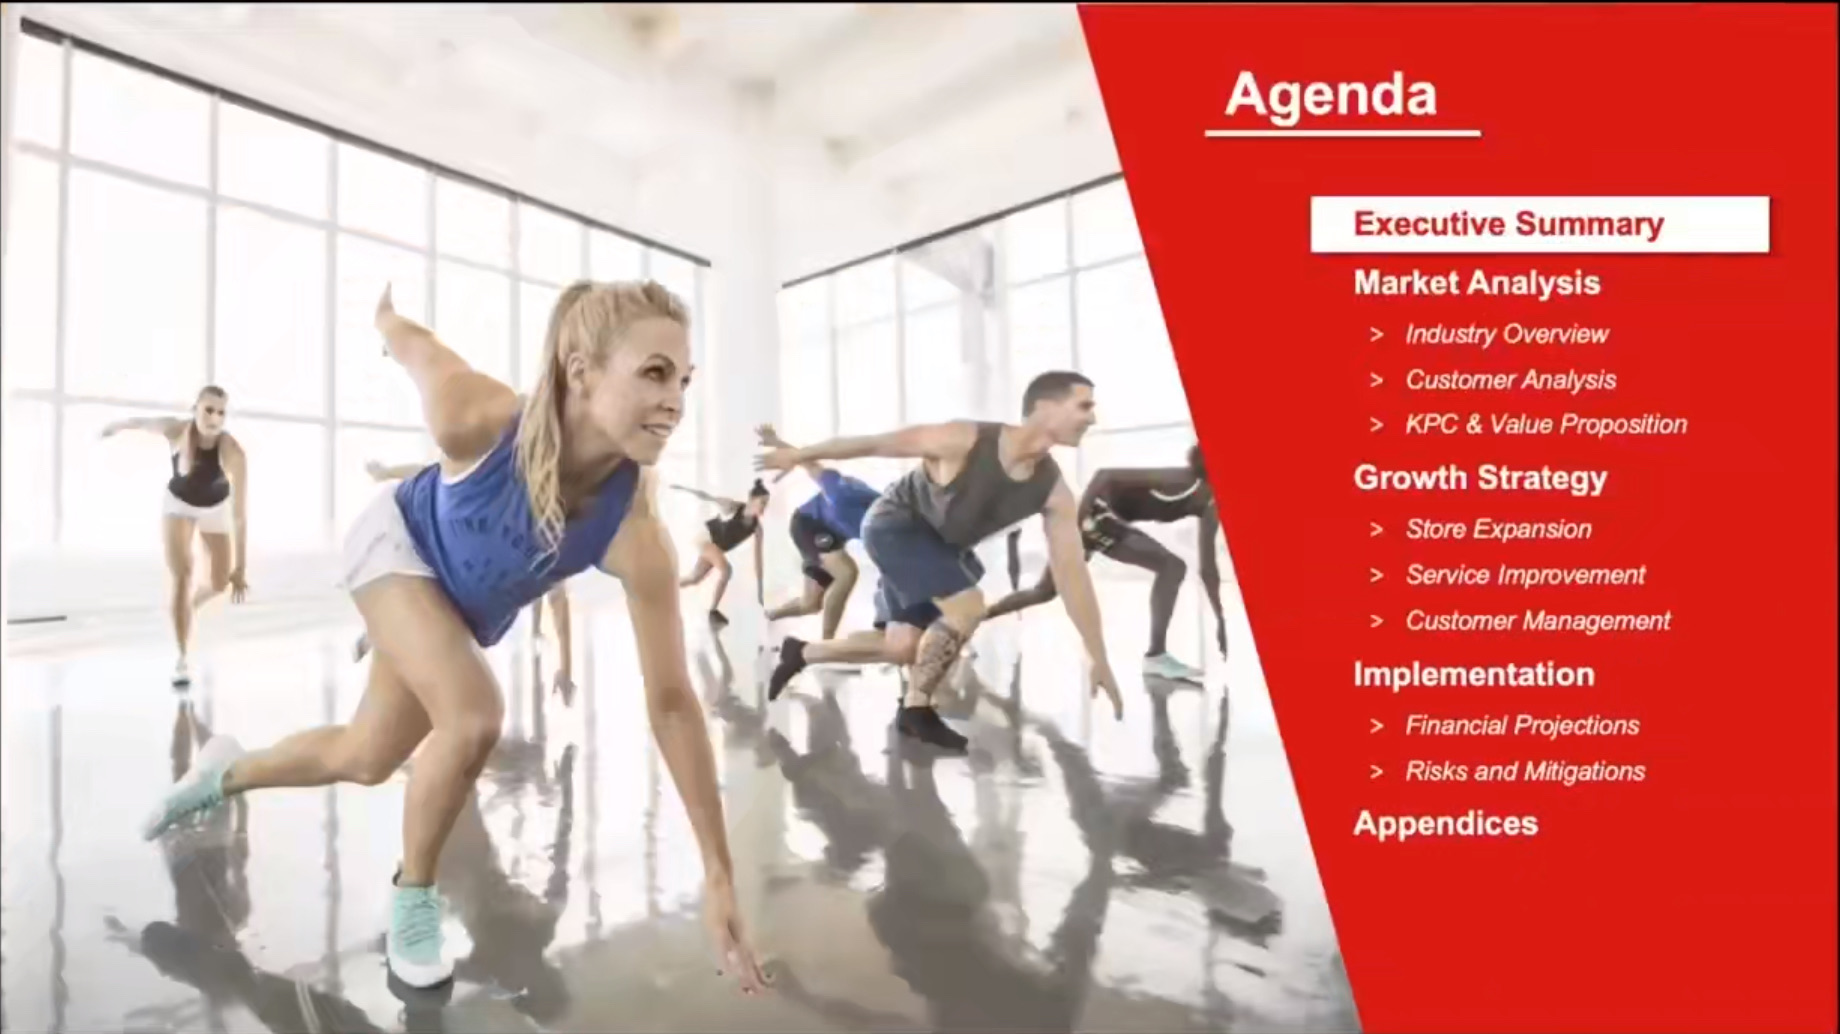 Agenda
Executive Summary
Market Analysis
> Industry Overview
> Customer Analysis
> KPC & Value Proposition
Growth Strategy
> Store Expansion
> Service Improvement
> Customer Management
Implementation
> Financial Projections
> Risks and Mitigations
Appendices